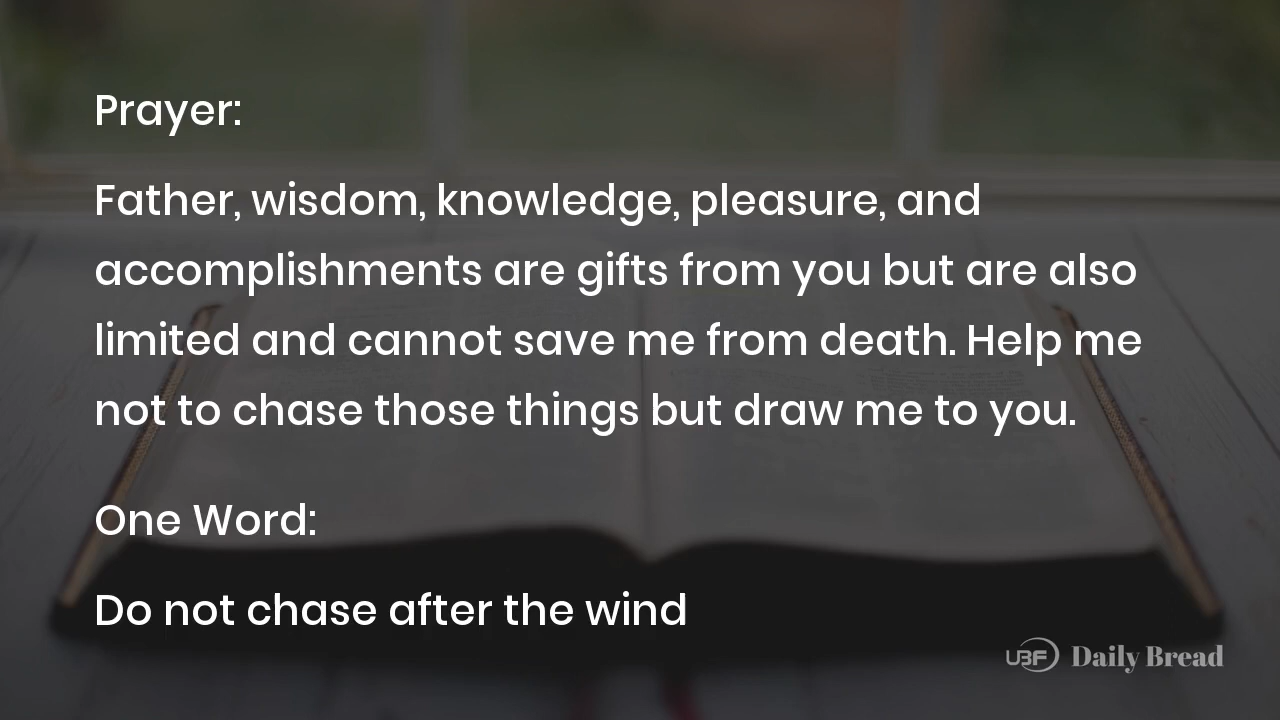 Prayer:
Father, wisdom, knowledge, pleasure, and
accomplishments are gifts from you but are also
limited and cannot save me from death. Help me
not to chase those things but draw me to you.
One Word:
Do not chase after the wind
UBF Daily Bread